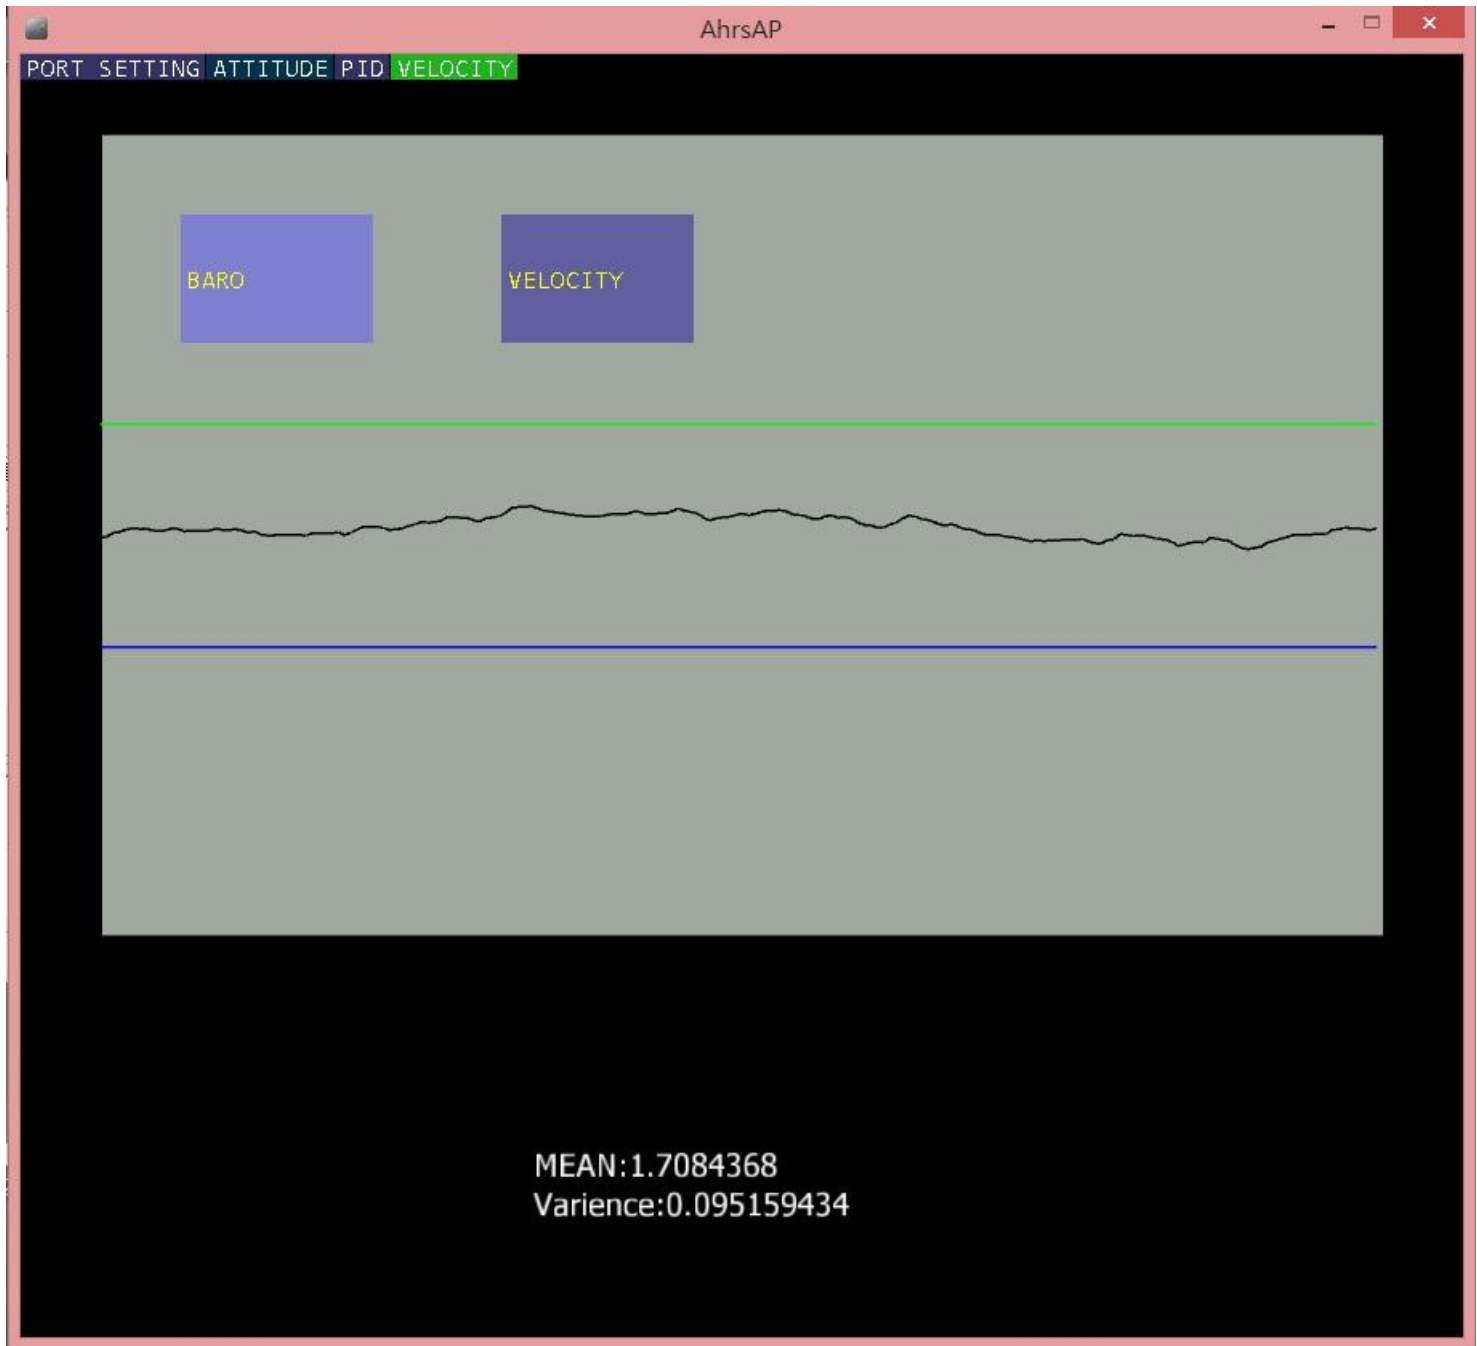 AhrsAP
PORT SETTING ATTITUDE PID VELOCITY
BARO VELOCITY
MEAN:1.7084368
Varience:0.095159434